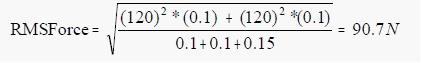 RMSForce = √(((120)² * (0.1) + (120)² * (0.1)) / (0.1+0.1+0.15)) = 90.7N